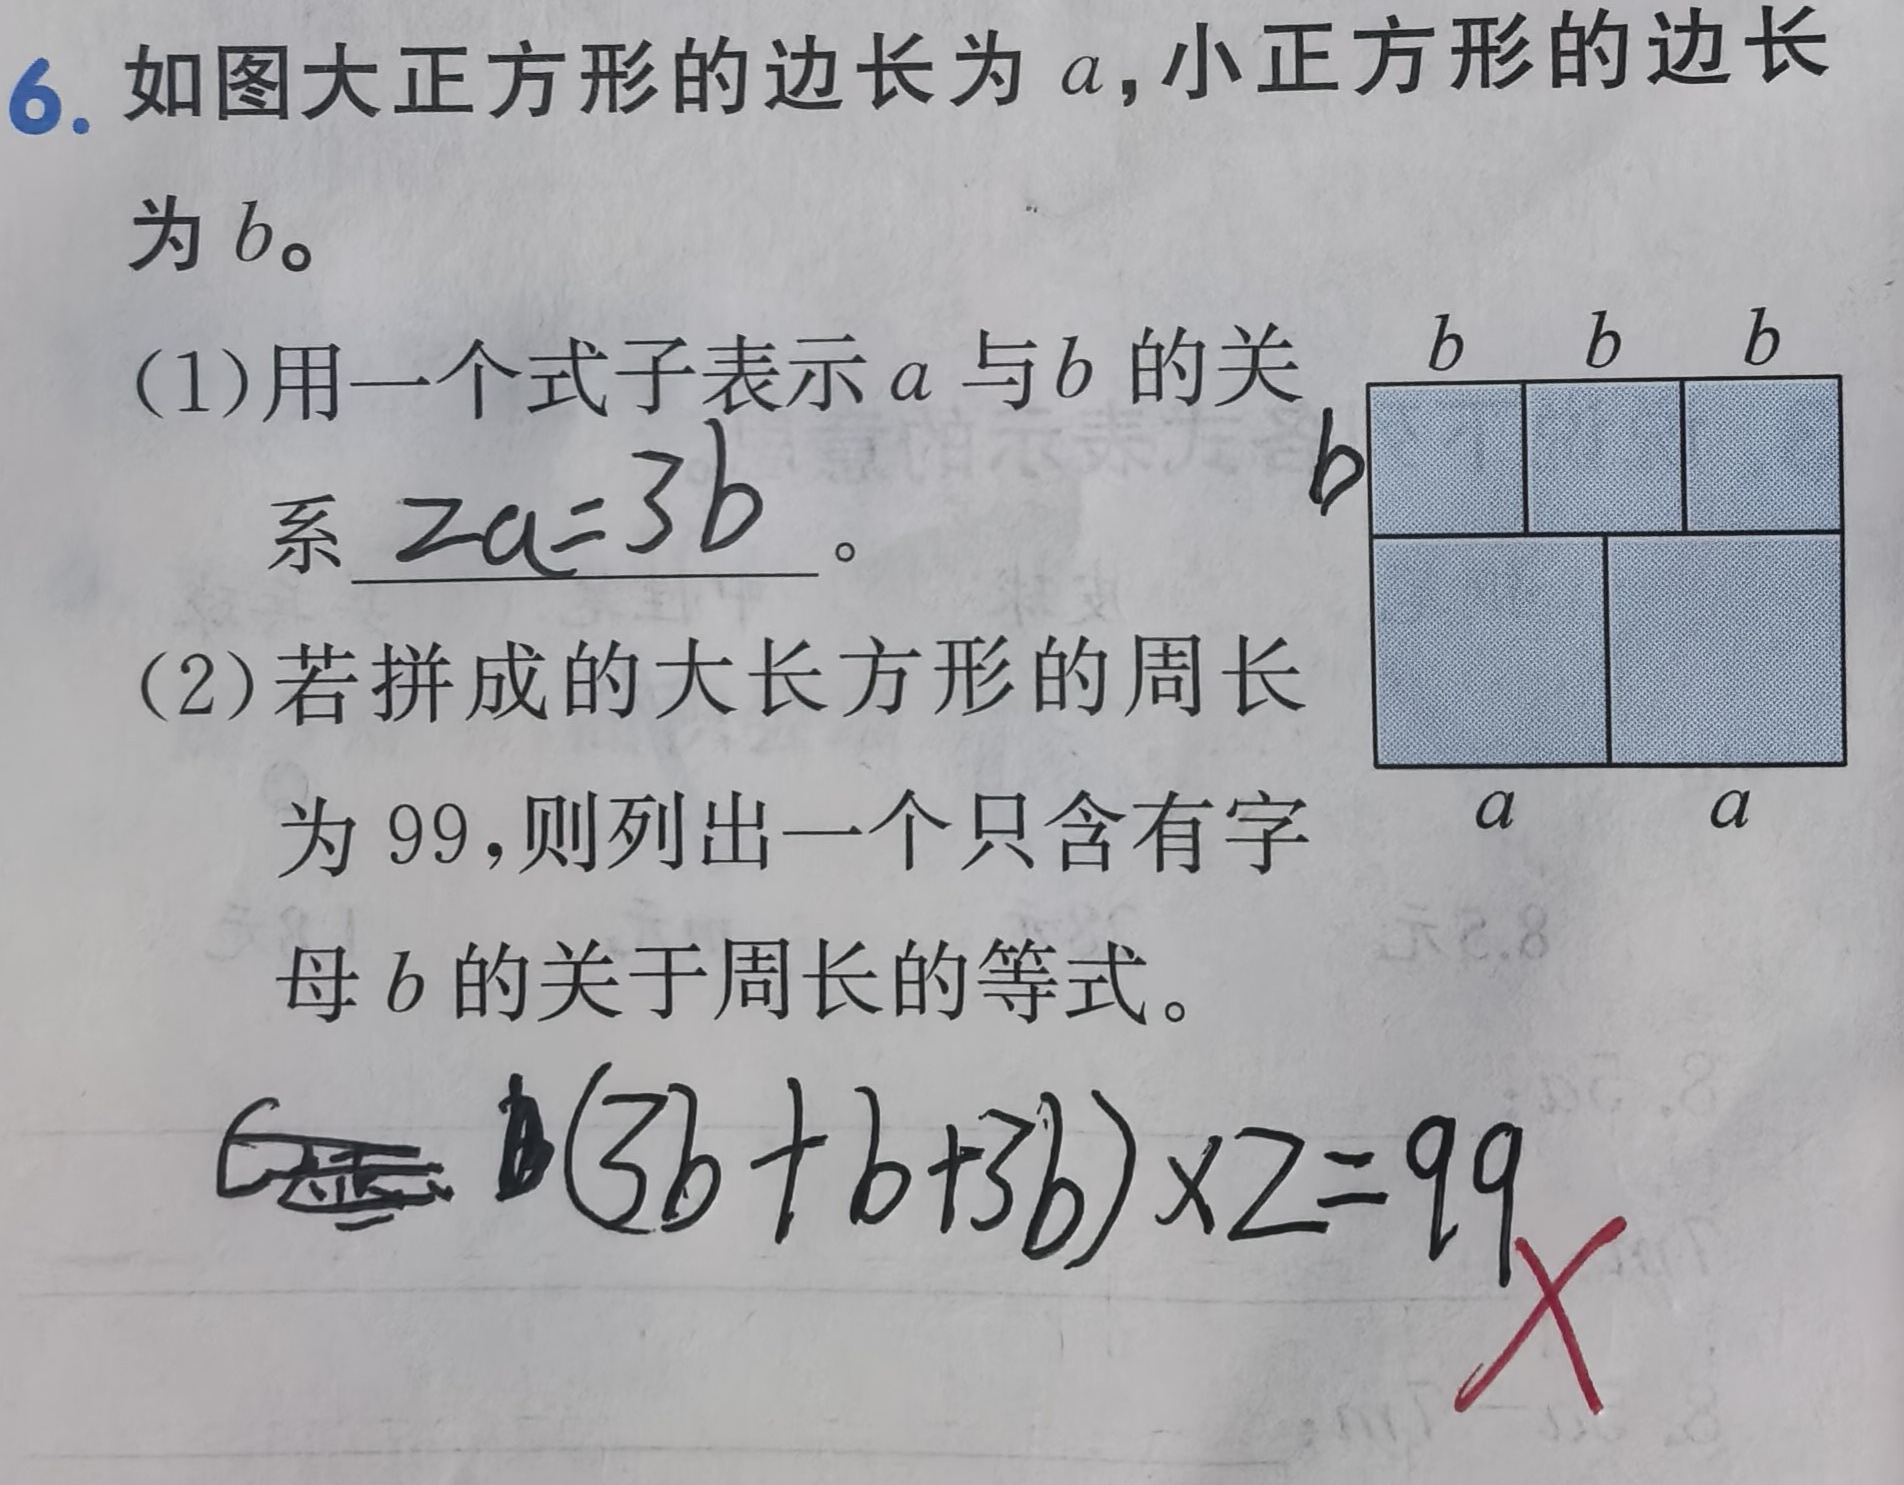 6. 如图大正方形的边长为 a,小正方形的边长
为 b。
(1)用一个式子表示 a 与 b 的关
系 2a=3b 。
(2)若拼成的大长方形的周长
为 99,则列出一个只含有字
母 b 的关于周长的等式。
b b b
b
a a
(3b+b+3b)×2=99